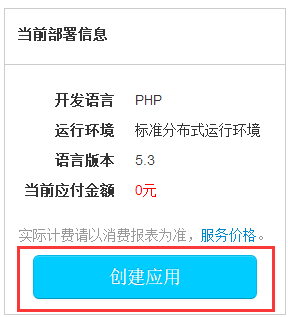 当前部署信息
开发语言 PHP
运行环境 标准分布式运行环境
语言版本 5.3
当前应付金额 0元
实际计费请以消费报表为准，服务价格。
创建应用